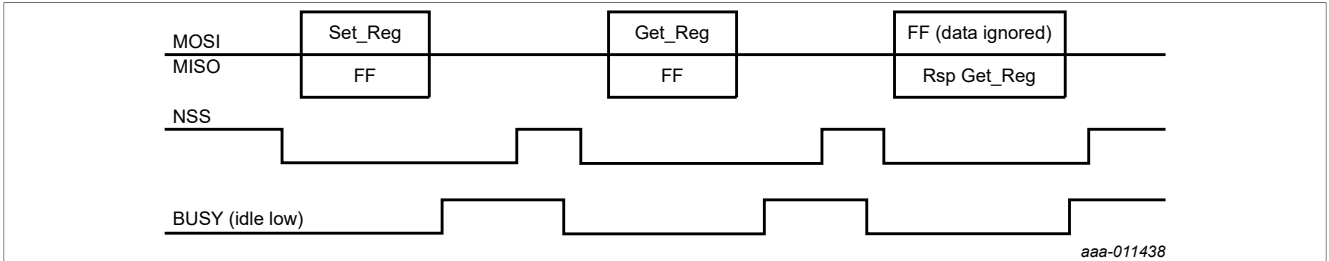 MOSI
Set_Reg
Get_Reg
FF (data ignored)
MISO
FF
FF
Rsp Get_Reg
NSS
BUSY (idle low)
aaa-011438